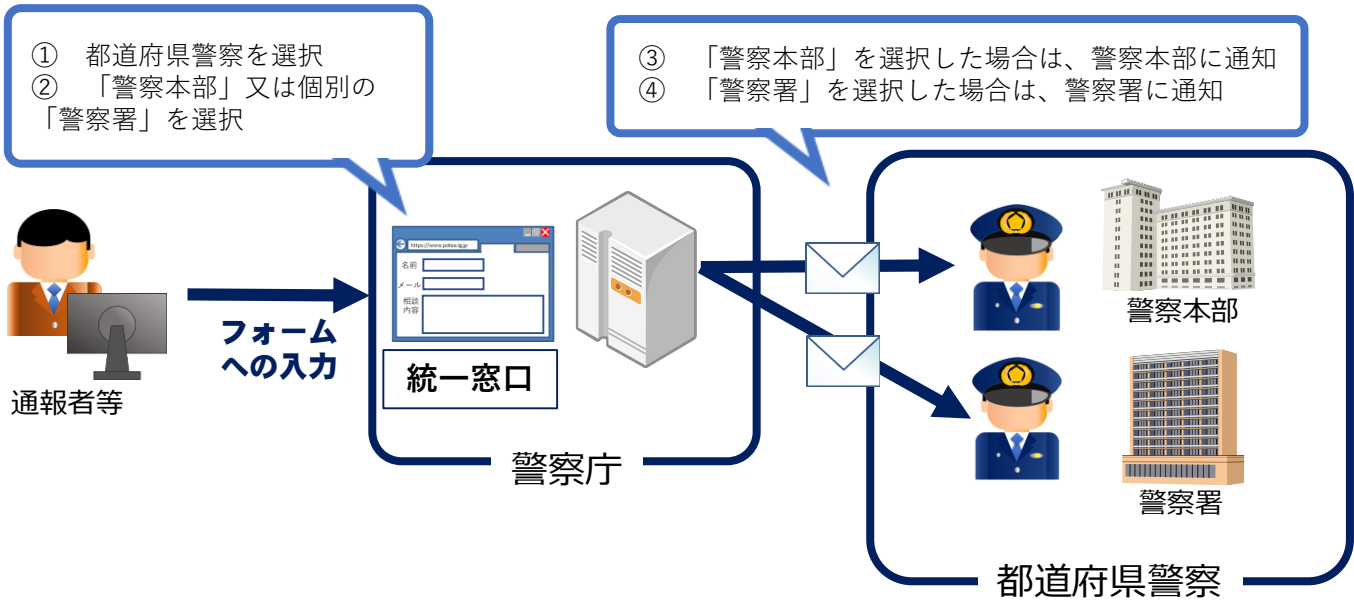 ① 都道府県警察を選択
② 「警察本部」又は個別の
「警察署」を選択
③ 「警察本部」を選択した場合は、警察本部に通知
④ 「警察署」を選択した場合は、警察署に通知
通報者等
フォーム
への入力
https://www.police.lg.jp
名前
メール
相談
内容
統一窓口
警察庁
警察本部
警察署
都道府県警察